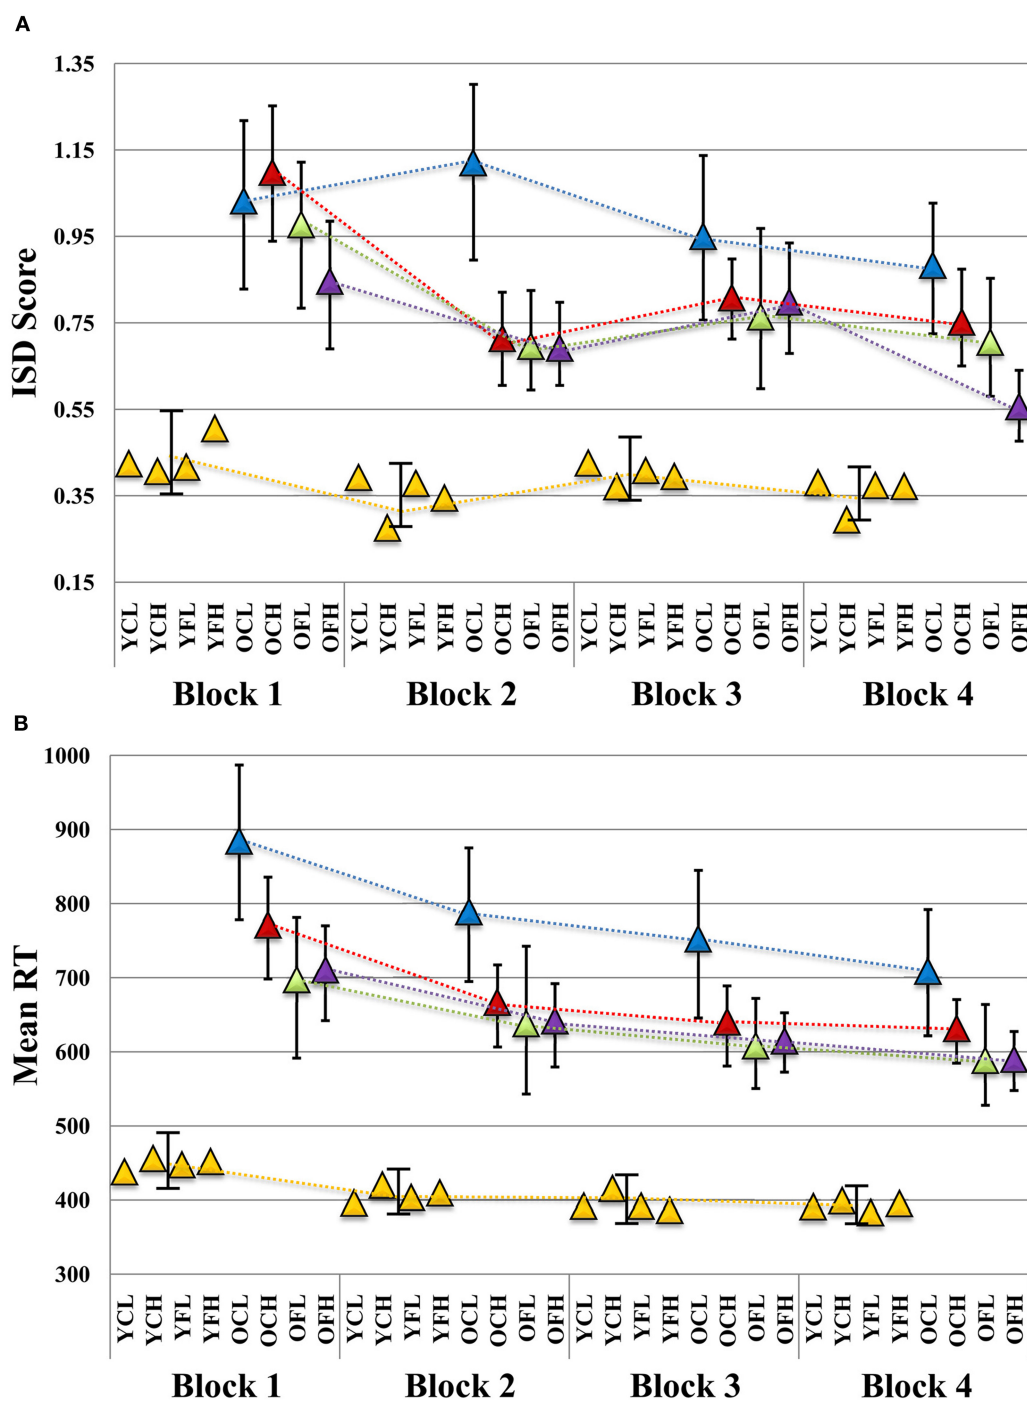 A
1.35
1.15
0.95
0.75
0.55
0.35
0.15
ISD Score
YCL YCH YFL YFH OCL OCH OFL OFH YCL YCH YFL YFH OCL OCH OFL OFH YCL YCH YFL YFH OCL OCH OFL OFH YCL YCH YFL YFH OCL OCH OFL OFH
Block 1 Block 2 Block 3 Block 4
B
1000
900
800
700
600
500
400
300
Mean RT
YCL YCH YFL YFH OCL OCH OFL OFH YCL YCH YFL YFH OCL OCH OFL OFH YCL YCH YFL YFH OCL OCH OFL OFH YCL YCH YFL YFH OCL OCH OFL OFH
Block 1 Block 2 Block 3 Block 4